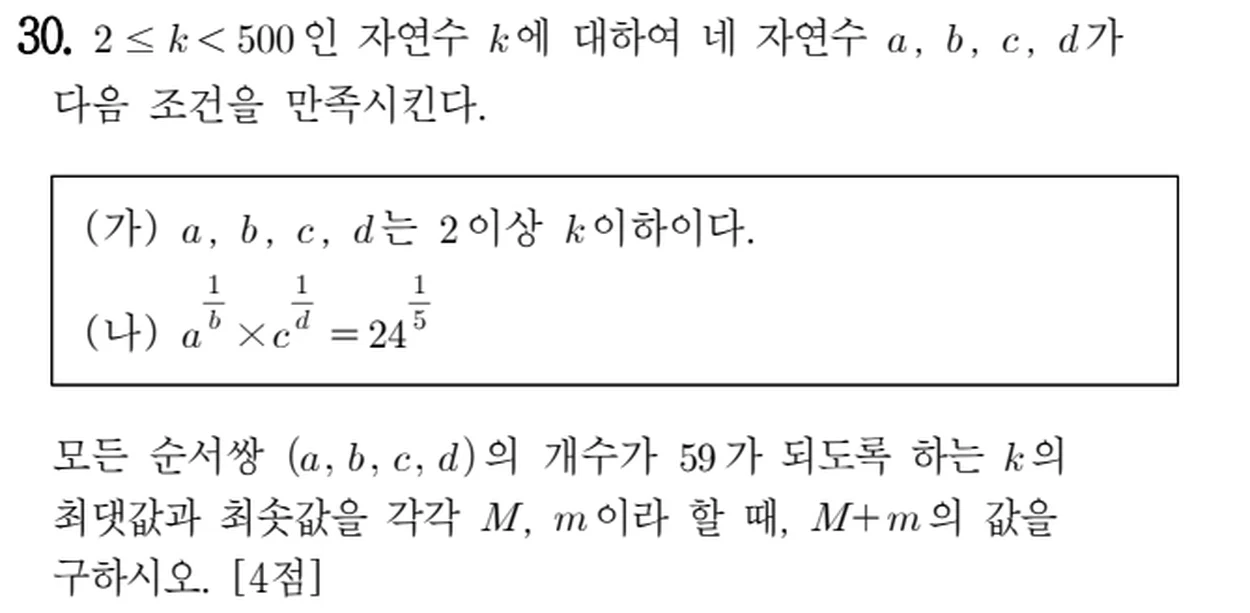 30. 2 ≤ k < 500인 자연수 k에 대하여 네 자연수 a, b, c, d가
다음 조건을 만족시킨다.
(가) a, b, c, d는 2이상 k이하이다.
(나) a^{1/b} × c^{1/d} = 24^{1/5}
모든 순서쌍 (a, b, c, d)의 개수가 59가 되도록 하는 k의
최댓값과 최솟값을 각각 M, m이라 할 때, M+m의 값을
구하시오. [4점]